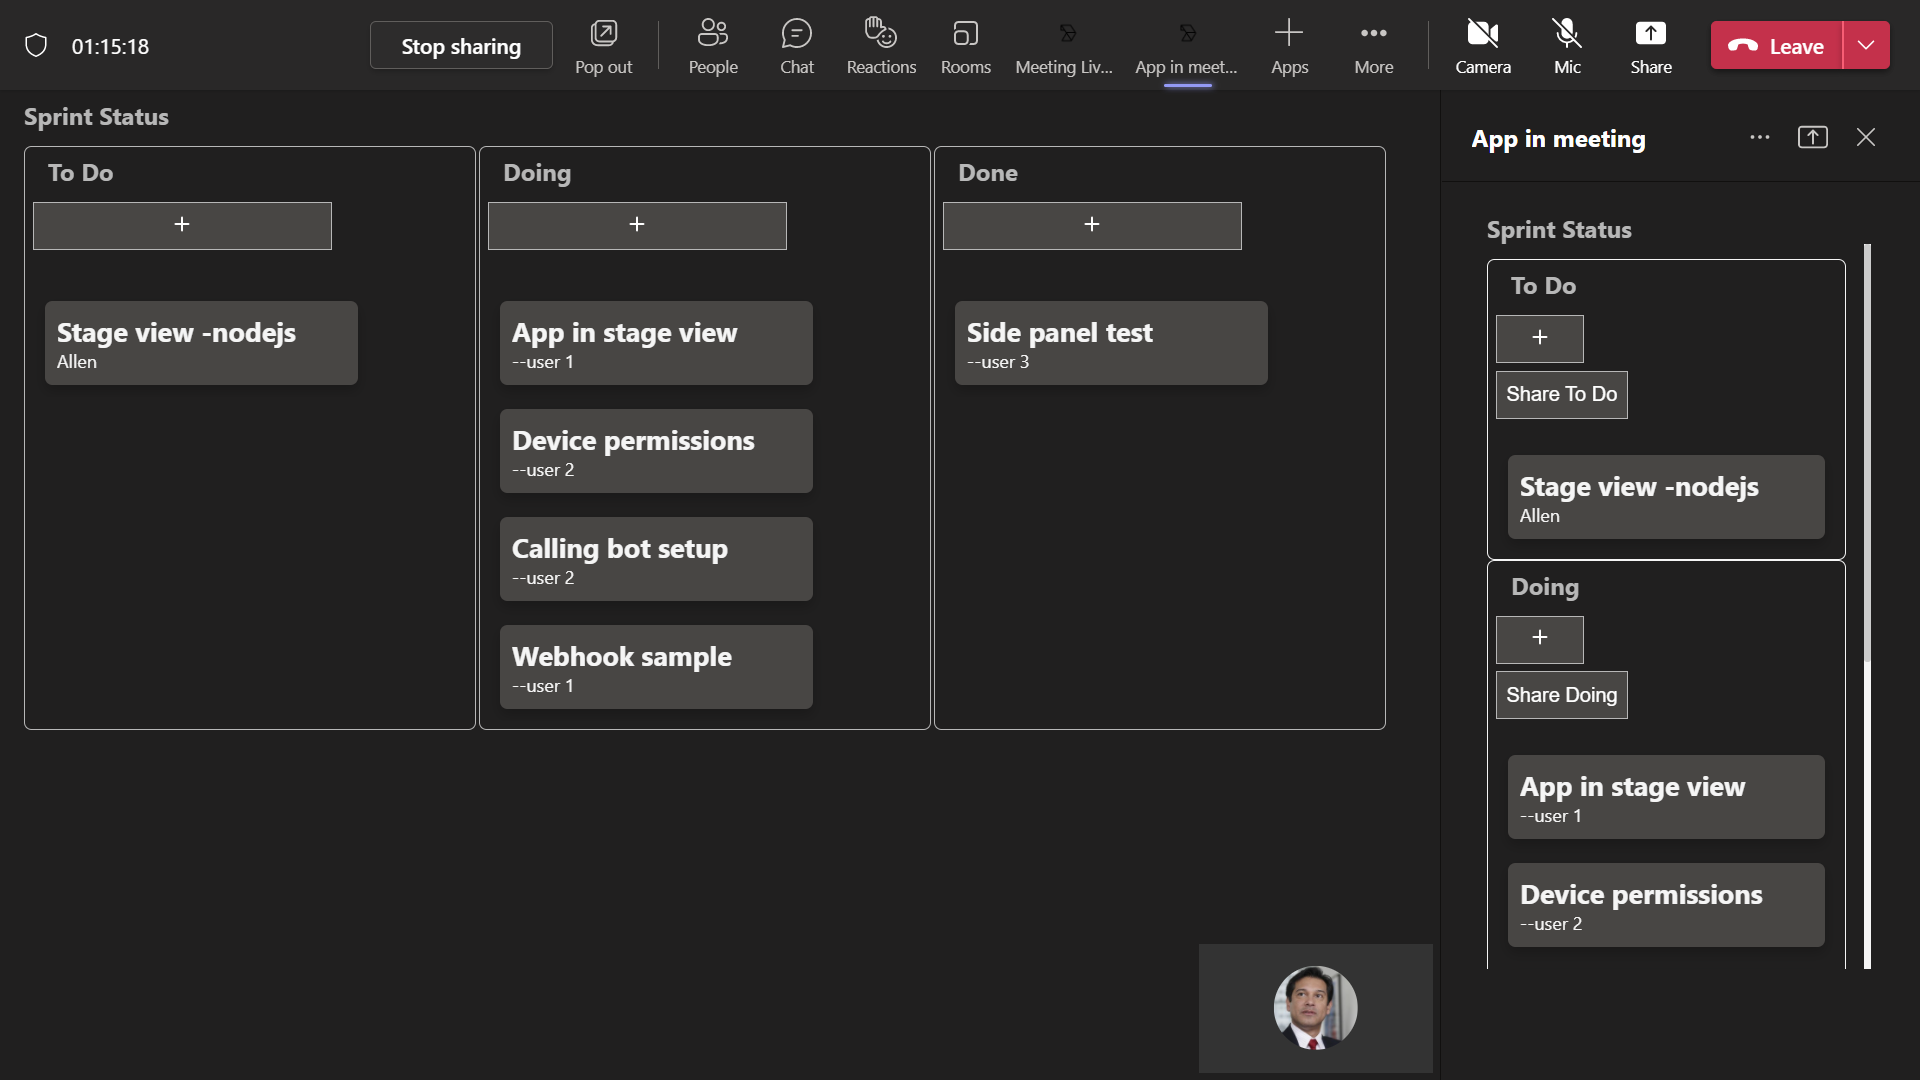 01:15:18
Stop sharing
Pop out
People
Chat
Reactions
Rooms
Meeting Liv...
App in meet...
Apps
More
Camera
Mic
Share
Leave
Sprint Status
To Do
+
Stage view -nodejs
Allen
Doing
+
App in stage view
--user 1
Device permissions
--user 2
Calling bot setup
--user 2
Webhook sample
--user 1
Done
+
Side panel test
--user 3
App in meeting
Sprint Status
To Do
+
Share To Do
Stage view -nodejs
Allen
Doing
+
Share Doing
App in stage view
--user 1
Device permissions
--user 2